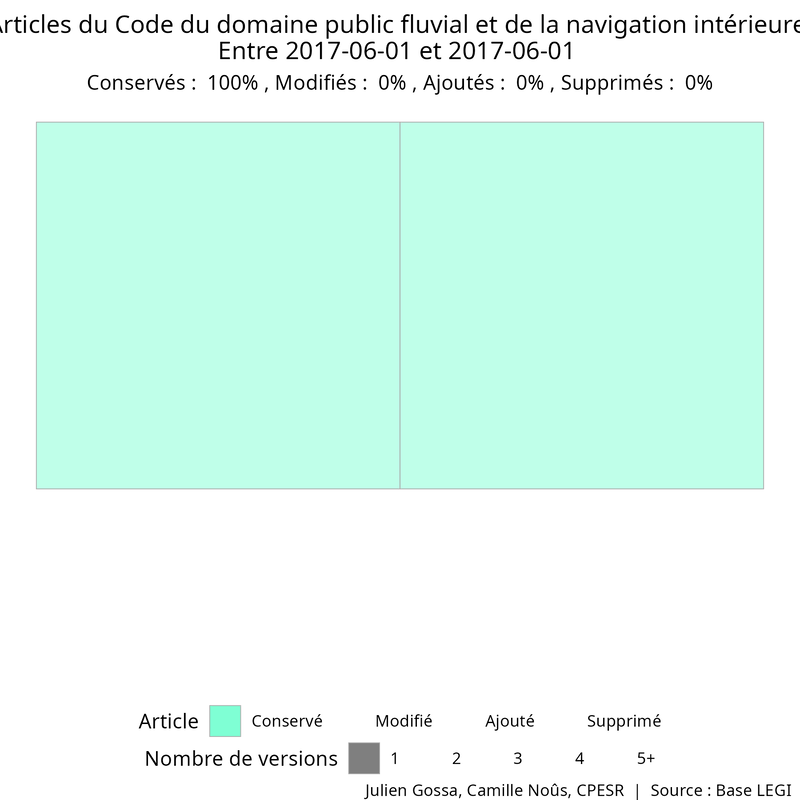 Articles du Code du domaine public fluvial et de la navigation intérieure
Entre 2017-06-01 et 2017-06-01
Conservés :  100% , Modifiés :  0% , Ajoutés :  0% , Supprimés :  0%
Article Conservé Modifié Ajouté Supprimé
Nombre de versions 1 2 3 4 5+
Julien Gossa, Camille Noûs, CPESR | Source : Base LEGI